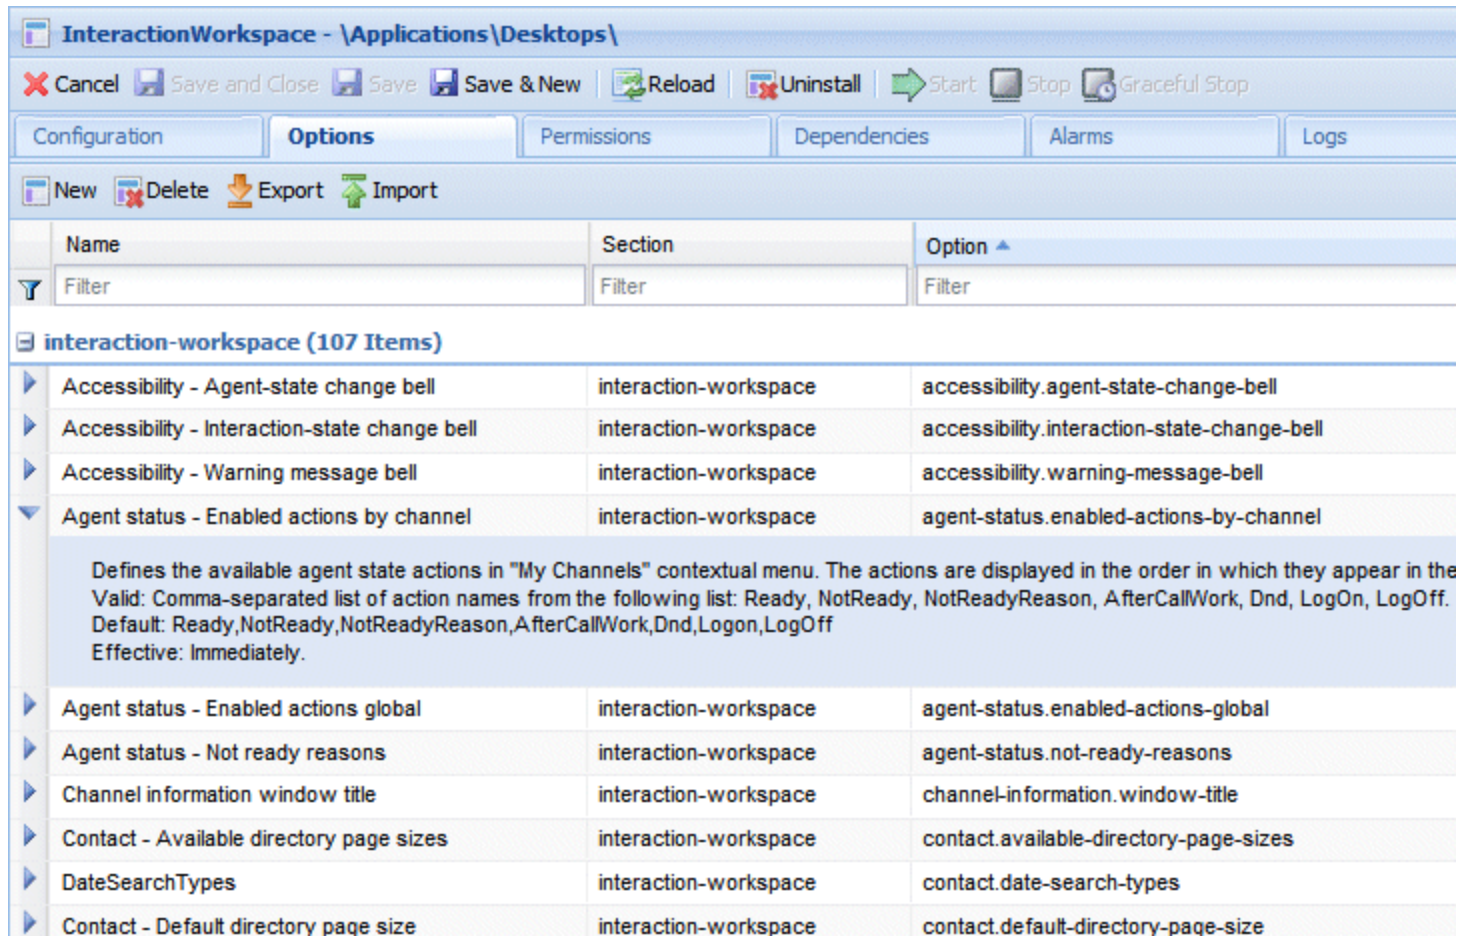 InteractionWorkspace - \Applications\Desktops\
Cancel Save and Close Save Save & New Reload Uninstall Start Stop Graceful Stop
Configuration Options Permissions Dependencies Alarms Logs
New Delete Export Import
Name Section Option
Filter Filter Filter
interaction-workspace (107 Items)
Accessibility - Agent-state change bell interaction-workspace accessibility.agent-state-change-bell
Accessibility - Interaction-state change bell interaction-workspace accessibility.interaction-state-change-bell
Accessibility - Warning message bell interaction-workspace accessibility.warning-message-bell
Agent status - Enabled actions by channel interaction-workspace agent-status.enabled-actions-by-channel
Defines the available agent state actions in "My Channels" contextual menu. The actions are displayed in the order in which they appear in the
Valid: Comma-separated list of action names from the following list: Ready, NotReady, NotReadyReason, AfterCallWork, Dnd, LogOn, LogOff.
Default: Ready,NotReady,NotReadyReason,AfterCallWork,Dnd,Logon,LogOff
Effective: Immediately.
Agent status - Enabled actions global interaction-workspace agent-status.enabled-actions-global
Agent status - Not ready reasons interaction-workspace agent-status.not-ready-reasons
Channel information window title interaction-workspace channel-information.window-title
Contact - Available directory page sizes interaction-workspace contact.available-directory-page-sizes
DateSearchTypes interaction-workspace contact.date-search-types
Contact - Default directory page size interaction-workspace contact.default-directory-page-size